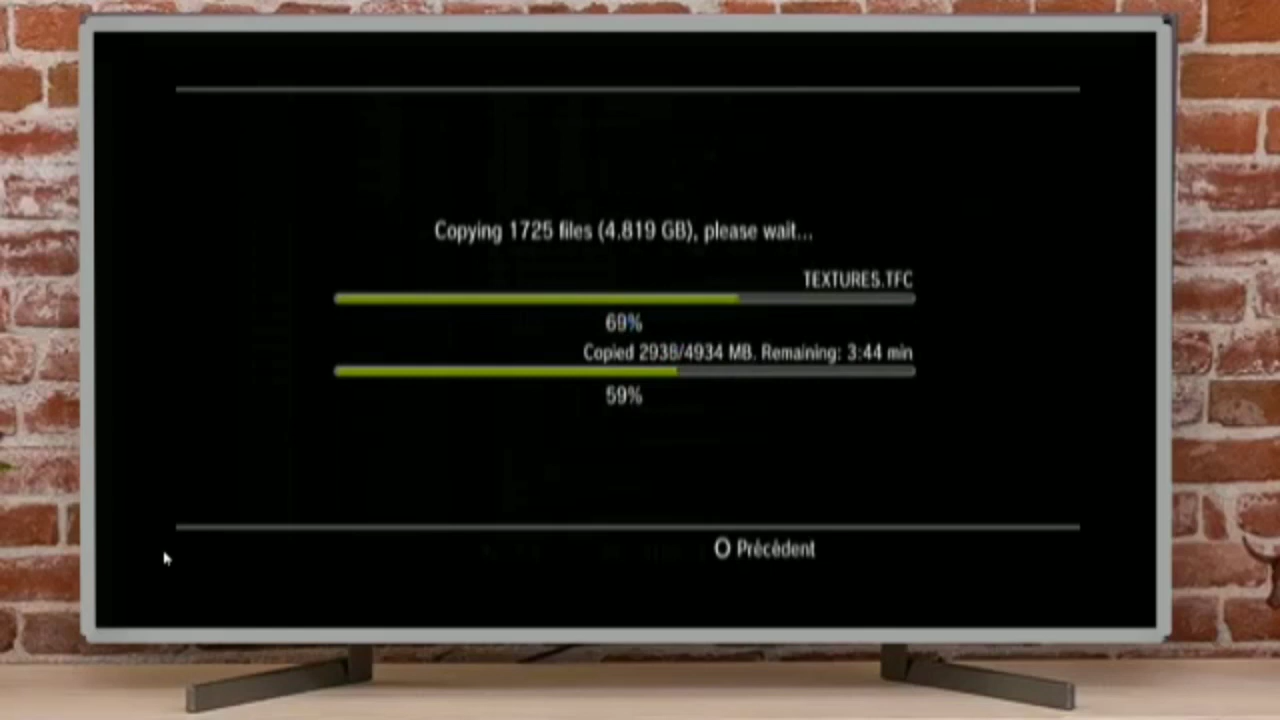 Copying 1725 files (4.819 GB), please wait...
TEXTURES.TFC
69%
Copied 2938/4934 MB. Remaining: 3:44 min
59%
O Précédent